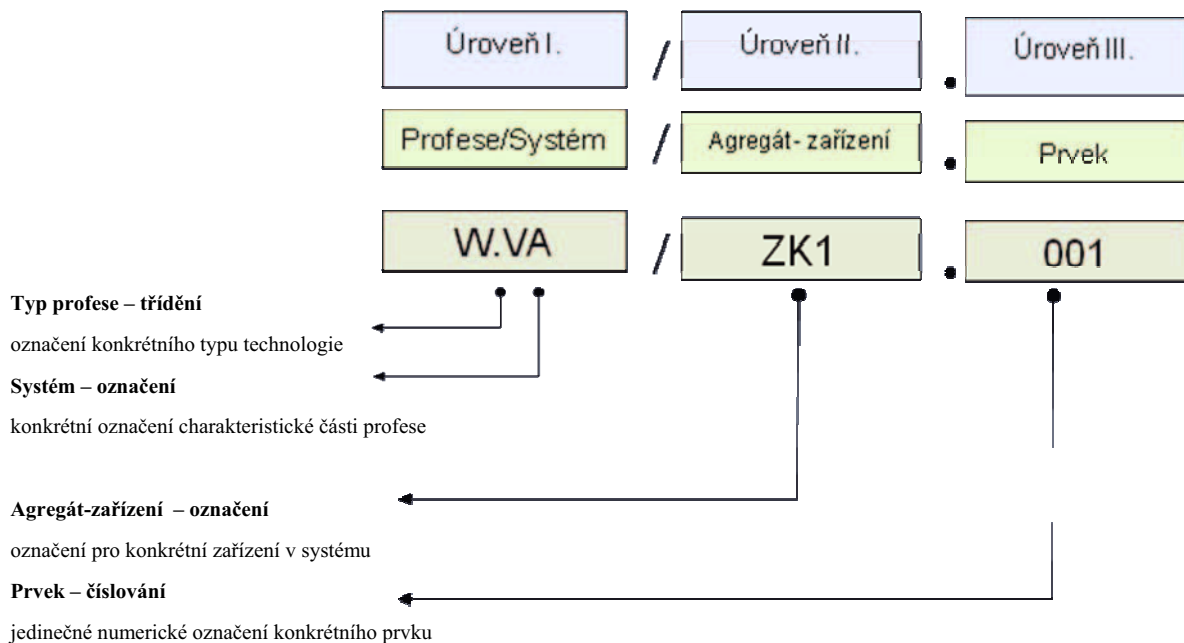 Úroveň I. / Úroveň II. . Úroveň III.
Profese/Systém / Agregát- zařízení . Prvek
W.VA / ZK1 . 001
Typ profese – třídění
označení konkrétního typu technologie
Systém – označení
konkrétní označení charakteristické části profese
Agregát-zařízení – označení
označení pro konkrétní zařízení v systému
Prvek – číslování
jedinečné numerické označení konkrétního prvku